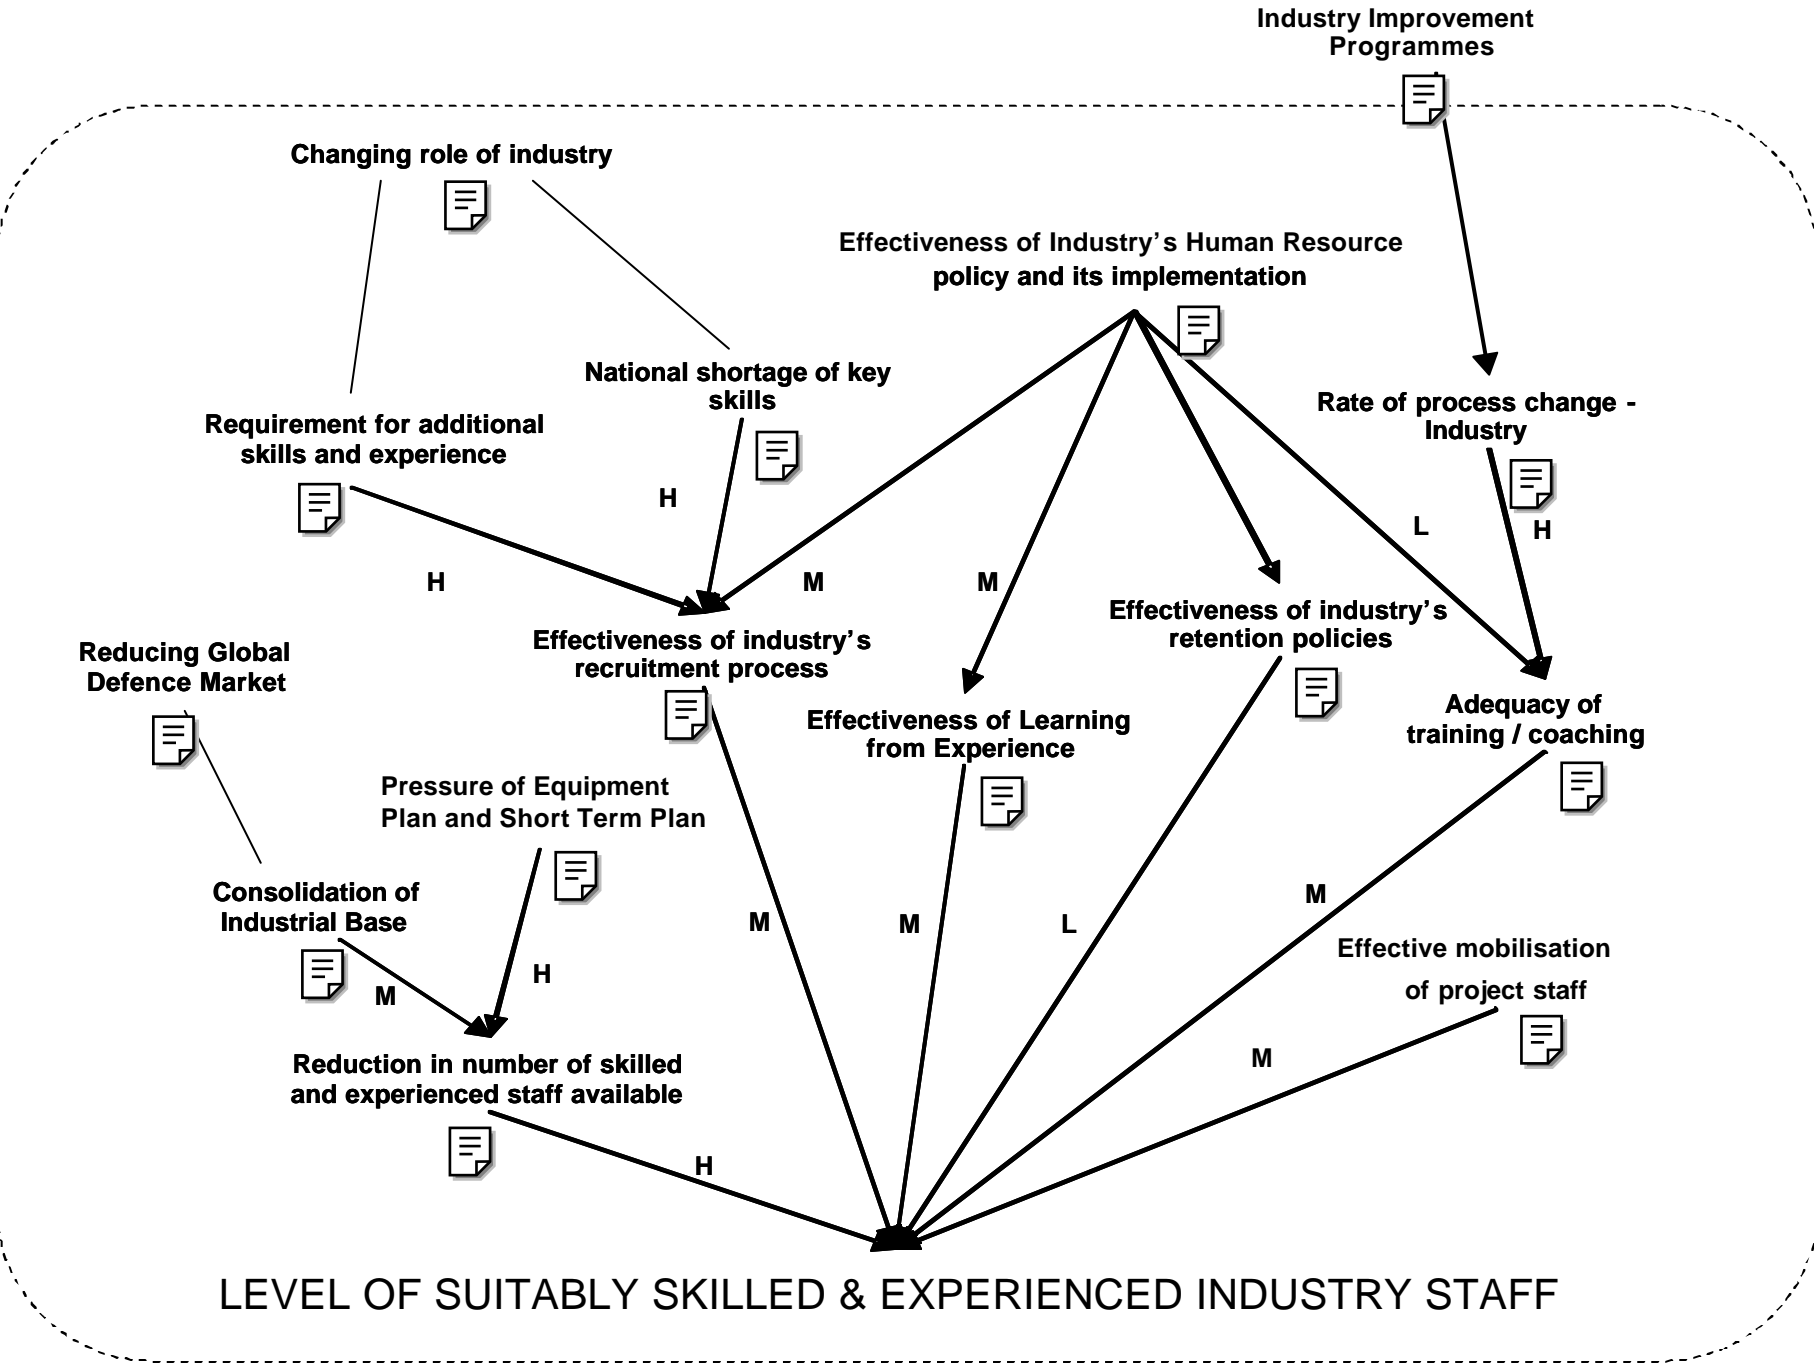 Industry Improvement
Programmes
Changing role of industry
Effectiveness of Industry's Human Resource
policy and its implementation
National shortage of key
skills
Rate of process change -
Industry
Requirement for additional
skills and experience
H
L
H
H
M
M
Effectiveness of industry's
retention policies
Effectiveness of industry's
recruitment process
Reducing Global
Defence Market
Effectiveness of Learning
from Experience
Adequacy of
training / coaching
Pressure of Equipment
Plan and Short Term Plan
Consolidation of
Industrial Base
M
M
L
M
Effective mobilisation
of project staff
H
M
M
Reduction in number of skilled
and experienced staff available
H
LEVEL OF SUITABLY SKILLED & EXPERIENCED INDUSTRY STAFF